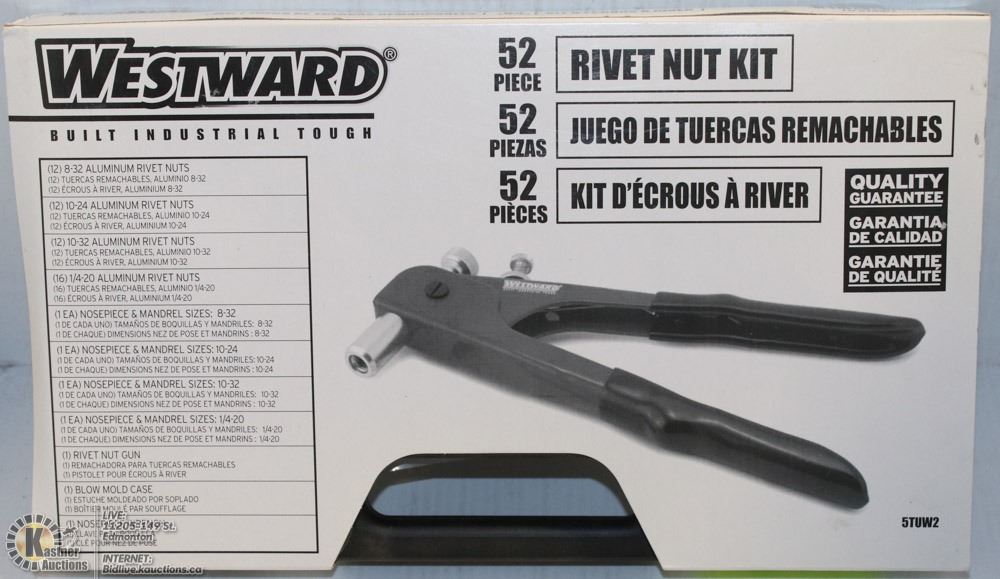 WESTWARD®
BUILT INDUSTRIAL TOUGH
52 PIECE RIVET NUT KIT
52 PIEZAS JUEGO DE TUERCAS REMACHABLES
52 PIÈCES KIT D'ÉCROUS À RIVER
QUALITY
GUARANTEE
GARANTIA
DE CALIDAD
GARANTIE
DE QUALITÉ
(12) 8-32 ALUMINUM RIVET NUTS
(12) TUERCAS REMACHABLES, ALUMINIO 8-32
(12) ÉCROUS À RIVER, ALUMINIUM 8-32
(12) 10-24 ALUMINUM RIVET NUTS
(12) TUERCAS REMACHABLES, ALUMINIO 10-24
(12) ÉCROUS À RIVER, ALUMINIUM 10-24
(12) 10-32 ALUMINUM RIVET NUTS
(12) TUERCAS REMACHABLES, ALUMINIO 10-32
(12) ÉCROUS À RIVER, ALUMINIUM 10-32
(16) 1/4-20 ALUMINUM RIVET NUTS
(16) TUERCAS REMACHABLES, ALUMINIO 1/4-20
(16) ÉCROUS À RIVER, ALUMINIUM 1/4-20
(1 EA) NOSEPIECE & MANDREL SIZES: 8-32
(1 DE CADA UNO) TAMAÑOS DE BOQUILLAS Y MANDRILES: 8-32
(1 DE CHAQUE) DIMENSIONS NEZ DE POSE ET MANDRINS : 8-32
(1 EA) NOSEPIECE & MANDREL SIZES: 10-24
(1 DE CADA UNO) TAMAÑOS DE BOQUILLAS Y MANDRILES: 10-24
(1 DE CHAQUE) DIMENSIONS NEZ DE POSE ET MANDRINS : 10-24
(1 EA) NOSEPIECE & MANDREL SIZES: 10-32
(1 DE CADA UNO) TAMAÑOS DE BOQUILLAS Y MANDRILES: 10-32
(1 DE CHAQUE) DIMENSIONS NEZ DE POSE ET MANDRINS : 10-32
(1 EA) NOSEPIECE & MANDREL SIZES: 1/4-20
(1 DE CADA UNO) TAMAÑOS DE BOQUILLAS Y MANDRILES: 1/4-20
(1 DE CHAQUE) DIMENSIONS NEZ DE POSE ET MANDRINS : 1/4-20
(1) RIVET NUT GUN
(1) REMACHADORA PARA TUERCAS REMACHABLES
(1) PISTOLET POUR ÉCROUS À RIVER
(1) BLOW MOLD CASE
(1) ESTUCHE MOLDEADO POR SOPLADO
(1) BOÎTIER MOULÉ PAR SOUFFLAGE
(1)
(1)
CLÉ POUR NEZ DE POSE
WESTWARD
5TUW2
K
Kastner
Auctions
LIVE:
11205-149 St.
Edmonton
INTERNET:
Bidlive.kauctions.ca